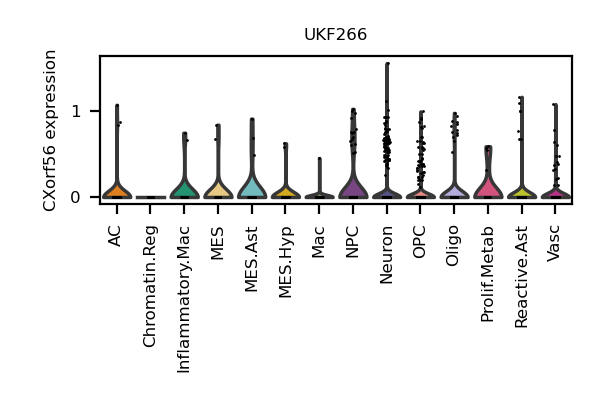 UKF266
CXorf56 expression
1
0
AC
Chromatin.Reg
Inflammatory.Mac
MES
MES.Ast
MES.Hyp
Mac
NPC
Neuron
OPC
Oligo
Prolif.Metab
Reactive.Ast
Vasc